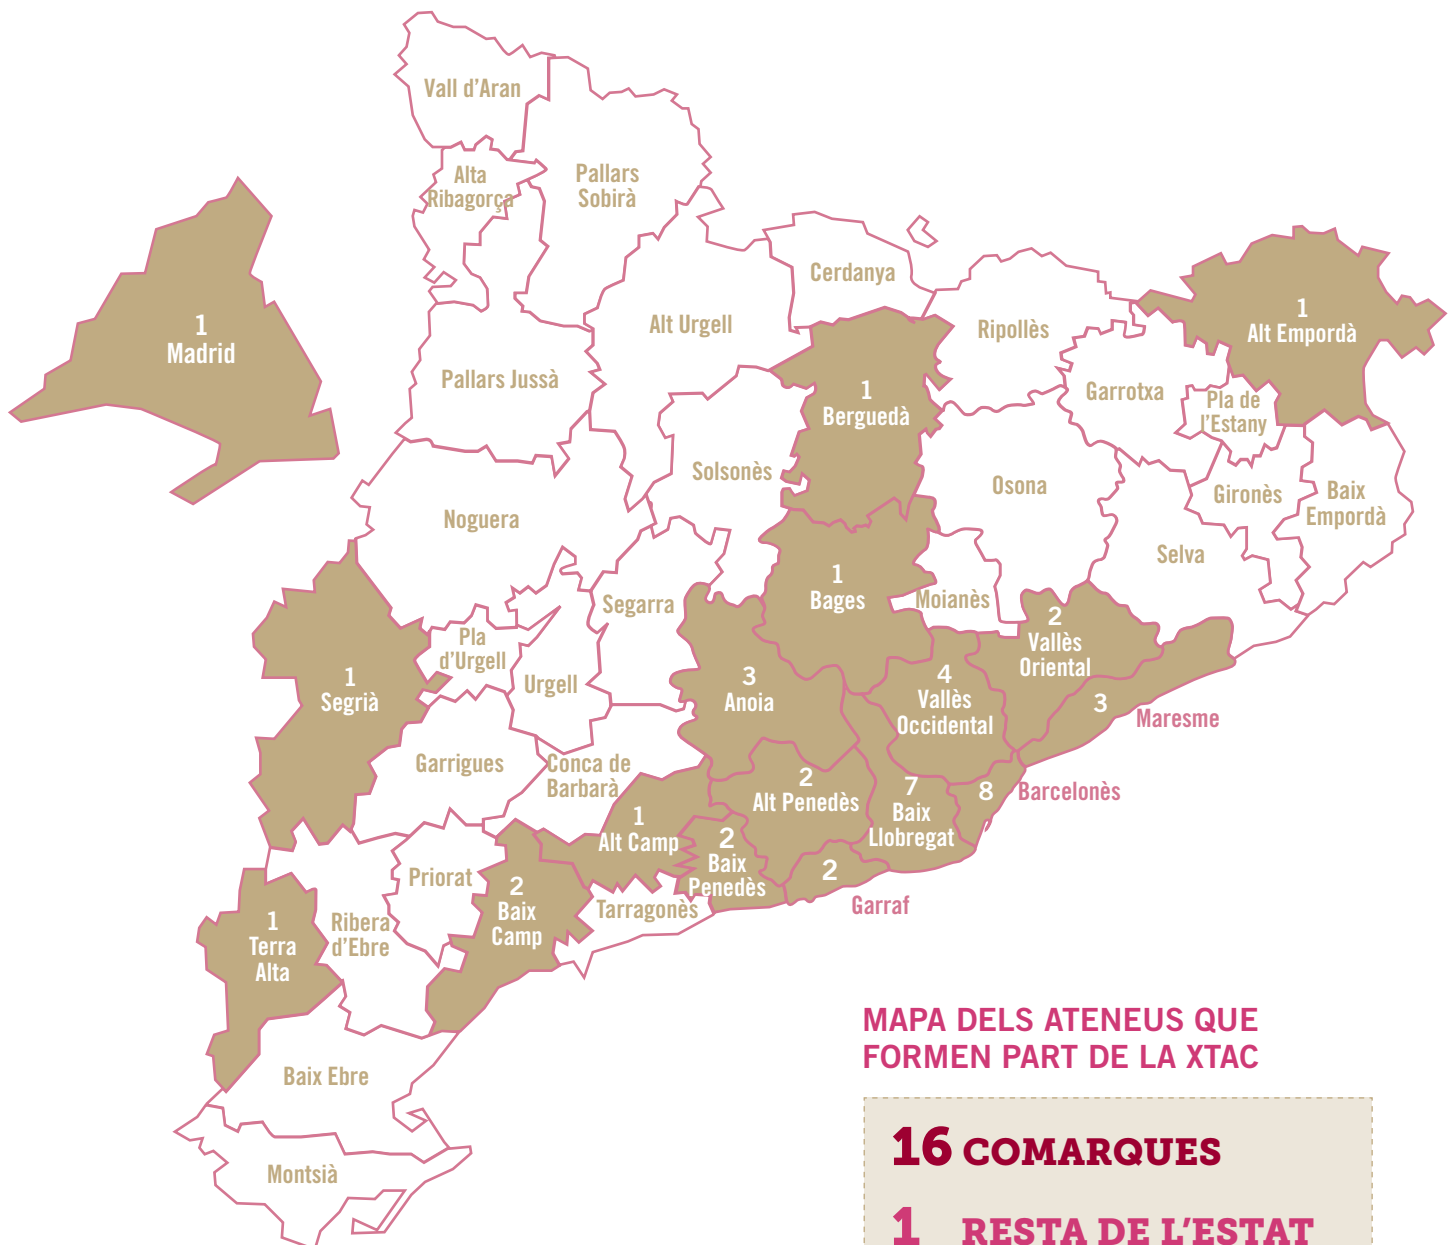 Vall d'Aran
Alta
Ribagorça
Pallars
Sobirà
1
Madrid
Cerdanya
Alt Urgell
Ripollès
1
Alt Empordà
Pallars Jussà
1
Berguedà
Garrotxa
Pla de
l'Estany
Solsonès
Osona
Gironès
Baix
Empordà
Noguera
Selva
1
Bages
Moianès
Segarra
2
Vallès
Oriental
Pla
d'Urgell
Urgell
1
Segrià
3
Anoia
4
Vallès
Occidental
3
Maresme
Garrigues
Conca de
Barbarà
2
Alt Penedès
7
Baix
Llobregat
8
Barcelonès
1
Alt Camp
2
Baix
Penedès
2
Garraf
Priorat
2
Baix
Camp
Tarragonès
Ribera
d'Ebre
1
Terra
Alta
Baix Ebre
Montsià
MAPA DELS ATENEUS QUE
FORMEN PART DE LA XTAC
16 COMARQUES
1 RESTA DE L'ESTAT